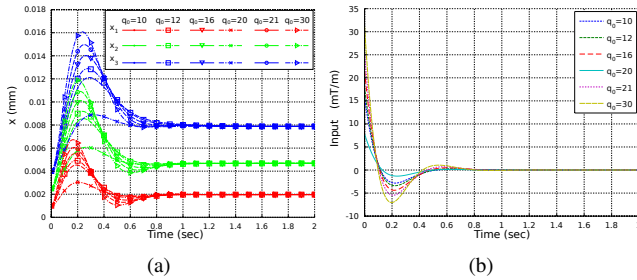 q₀=10 q₀=12 q₀=16 q₀=20 q₀=21 q₀=30
x₁
x₂
x₃
0.018
0.016
0.014
0.012
0.01
0.008
0.006
0.004
0.002
0
x (mm)
0 0.2 0.4 0.6 0.8 1 1.2 1.4 1.6 1.8 2
Time (sec)
(a)
35
30
25
20
15
10
5
0
-5
-10
Input (mT/m)
q₀=10
q₀=12
q₀=16
q₀=20
q₀=21
q₀=30
0 0.2 0.4 0.6 0.8 1 1.2 1.4 1.6 1.8 2
Time (sec)
(b)